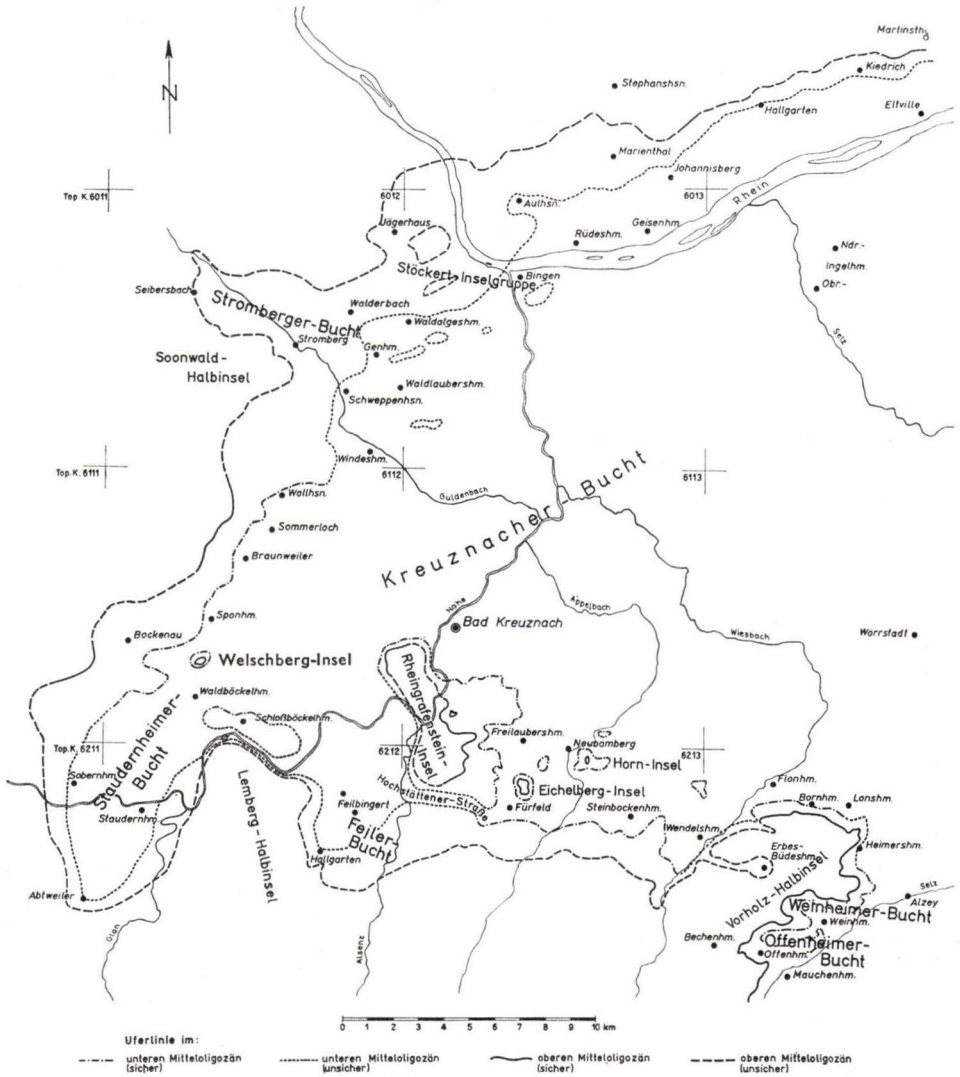 Martinsth.
Kiedrich
Stephanshsn.
Hallgarten
Eltville
N
Marienthal
Johannisberg
Rhein
Top. K. 6011
6012
6013
Aulhsn.
Jägerhaus
Geisenhm.
Rüdeshm.
Ndr.-
Ingelhm.
Obr.-
Stöckert-Inselgruppe
Bingen
Seibersbach
Stromberger-Bucht
Walderbach
Waldalgeshm.
Selz
Stromberg
Soonwald-
Halbinsel
Genhm.
Waldlaubershm.
Schweppenhsn.
Windeshm.
Top. K. 6111
6112
6113
Guldenbach
Wallhsn.
Kreuznacher-Bucht
Sommerloch
Braunweiler
Nahe
Appelbach
Sponhm.
Bad Kreuznach
Wiesbach
Wörrstadt
Bockenau
Welschberg-Insel
Rheingrafenstein-
Insel
Waldböckelhm.
Schloßböckelhm.
Staudernheimer-
Bucht
Top. K. 6211
6212
6213
Freilaubershm.
Neubamberg
Horn-Insel
Sobernhm.
Lemberg-Halbinsel
Hochstättener-Straße
Eichelberg-Insel
Flonhm.
Bornhm.
Lonshm.
Staudernhm.
Feilbingert
Feiler-
Bucht
Fürfeld
Steinbockenhm.
Wendelshm.
Hallgarten
Erbes-
Büdeshm.
Heimershm.
Vorholz-Halbinsel
Abtweiler
Selz
Alzey
Weinheimer-Bucht
Weinhm.
Glan
Alsenz
Bechenhm.
Offenheimer-
Bucht
Offenhm.
Mauchenhm.
0 1 2 3 4 5 6 7 8 9 10 km
Uferlinie im:
unteren Mitteloligozän
(sicher)
unteren Mitteloligozän
(unsicher)
oberen Mitteloligozän
(sicher)
oberen Mitteloligozän
(unsicher)